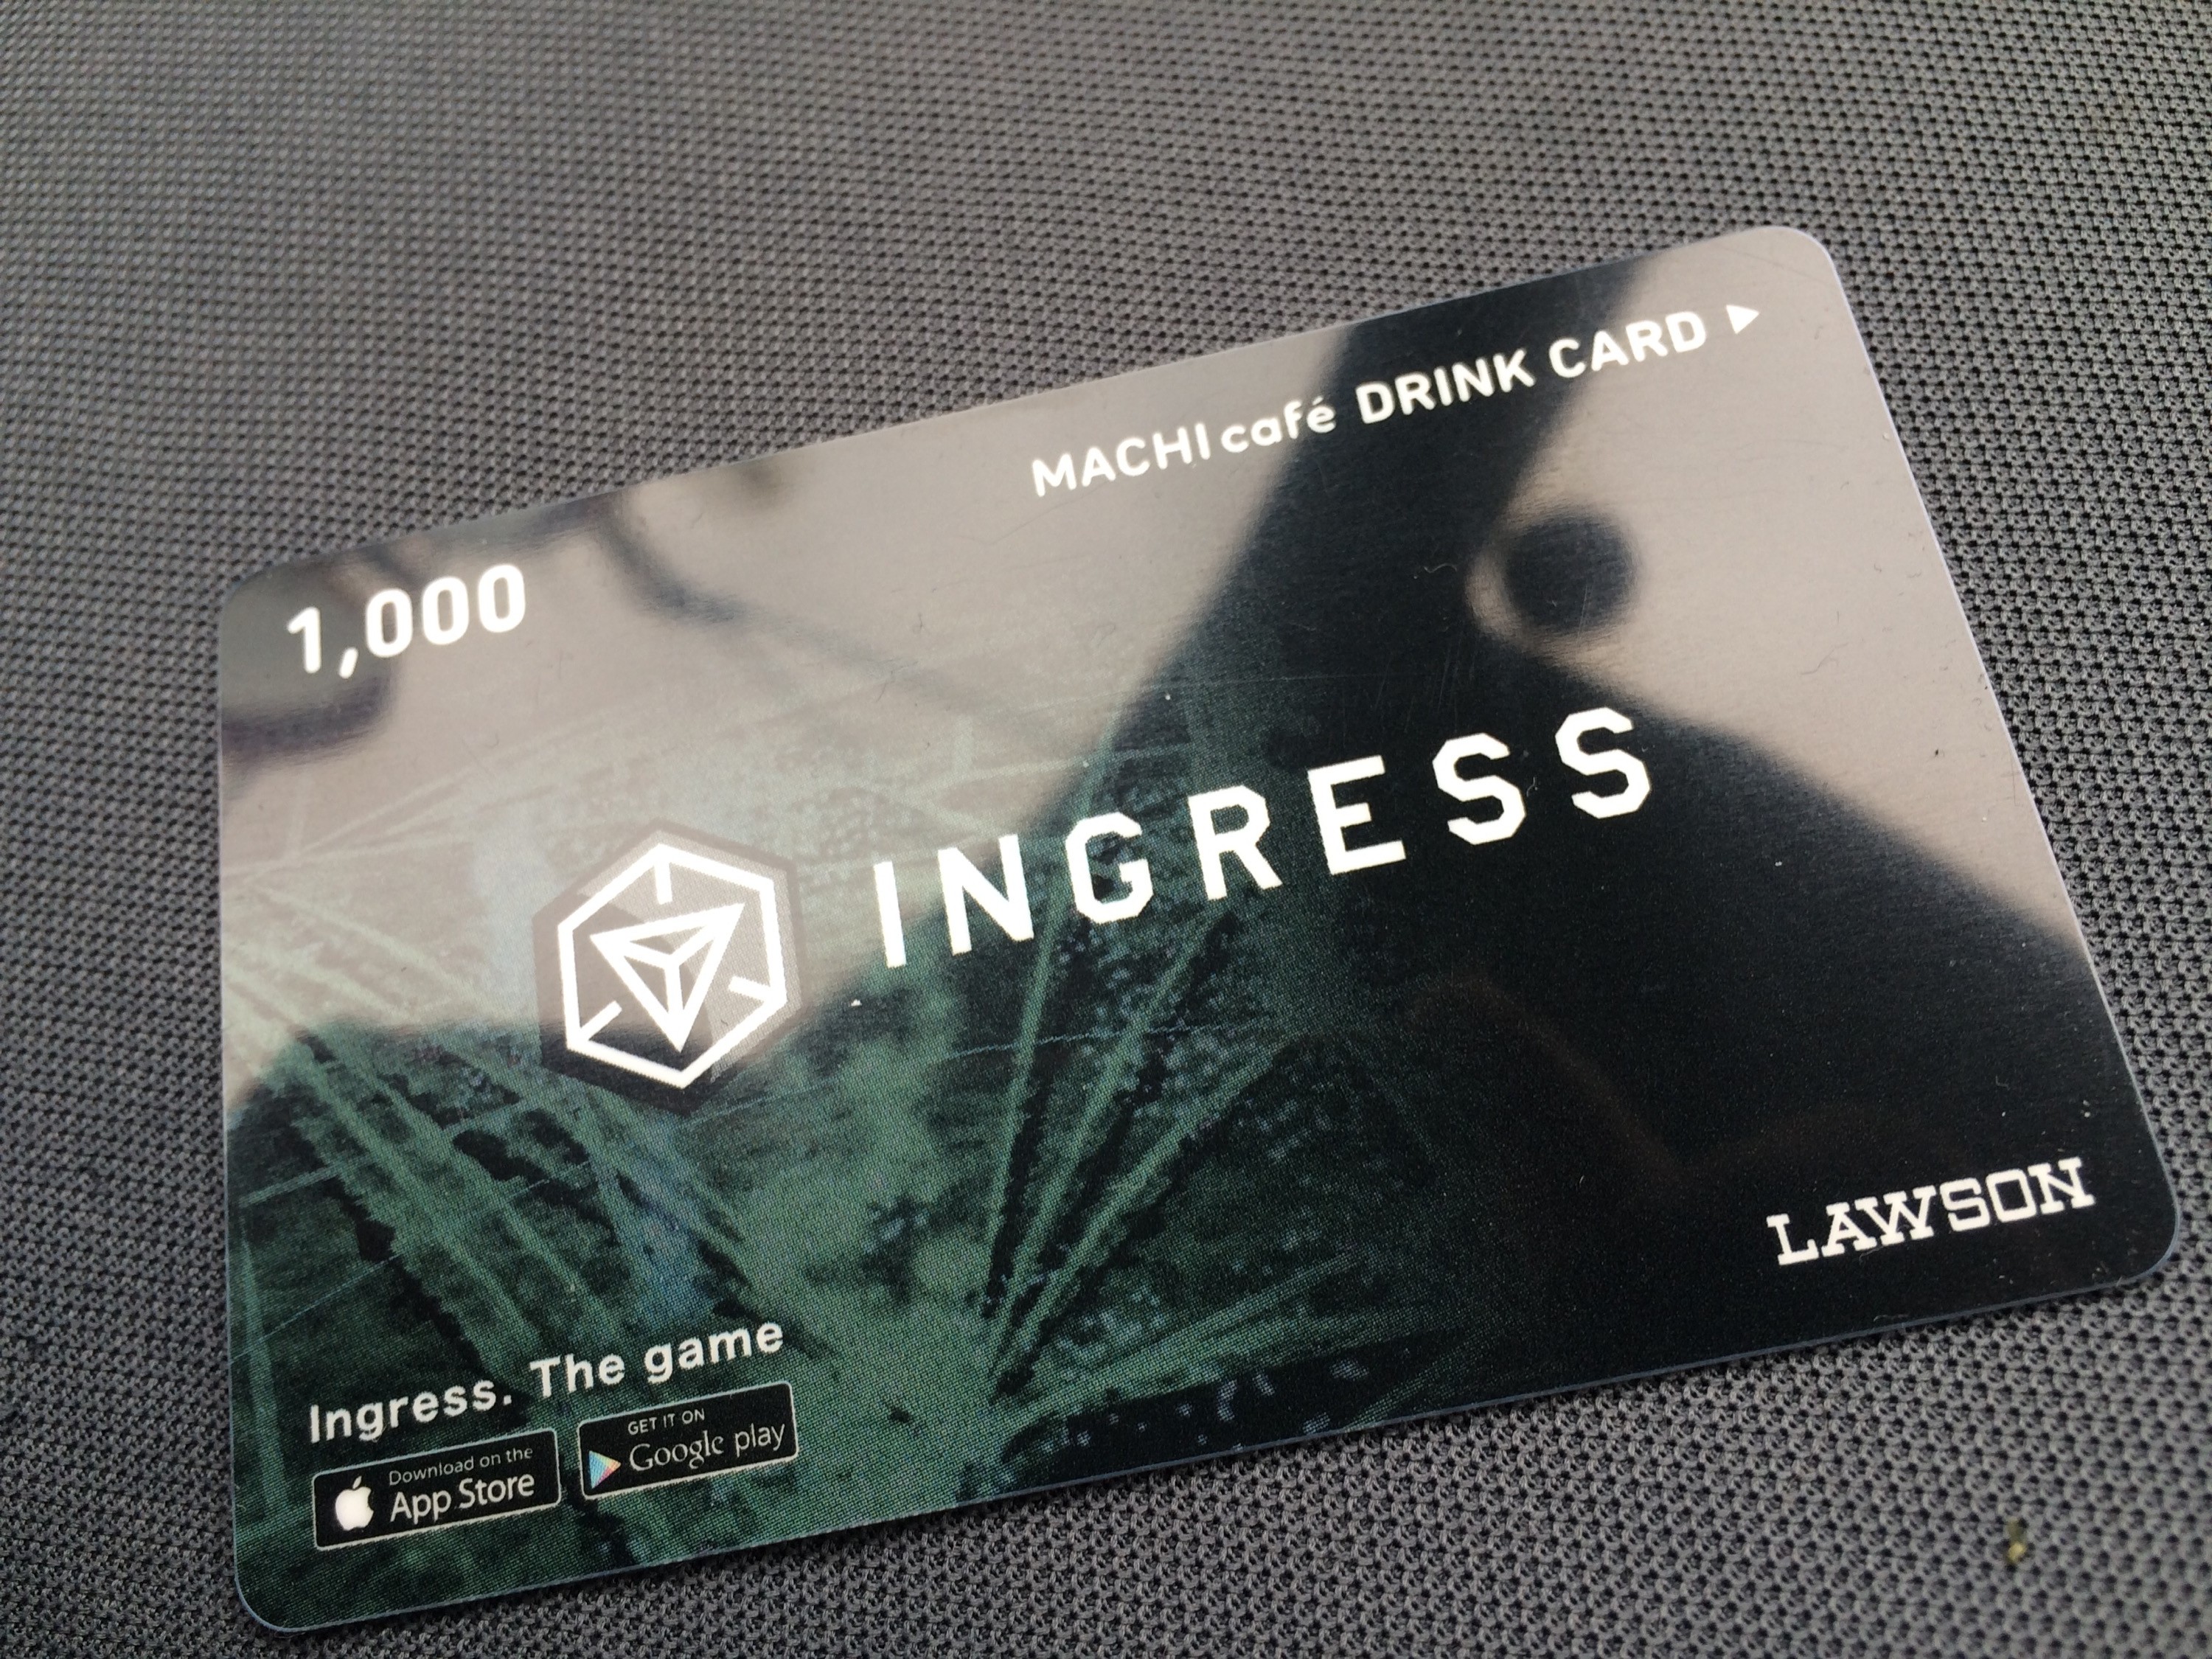 MACHI café DRINK CARD ▶
1,000
INGRESS
LAWSON
Ingress. The game
Download on the
App Store
GET IT ON
Google play